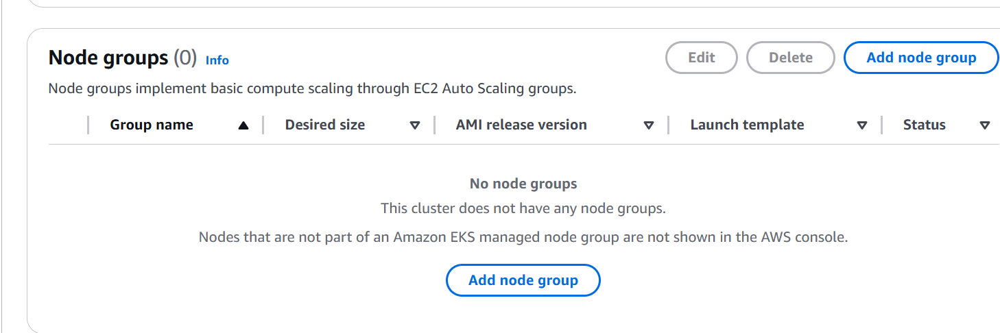 Node groups (0) Info
Edit
Delete
Add node group
Node groups implement basic compute scaling through EC2 Auto Scaling groups.
Group name
Desired size
AMI release version
Launch template
Status
No node groups
This cluster does not have any node groups.
Nodes that are not part of an Amazon EKS managed node group are not shown in the AWS console.
Add node group